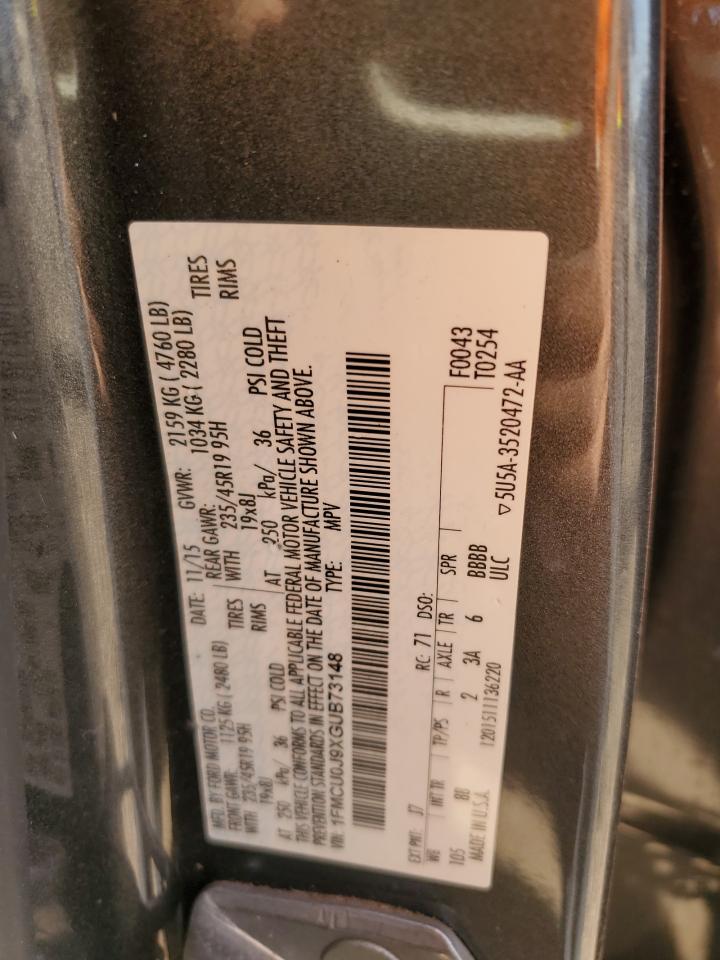 MFD. BY FORD MOTOR CO.
DATE: 11/15 GVWR: 2159 KG ( 4760 LB)
FRONT GAWR: 1125 KG ( 2480 LB) REAR GAWR: 1034 KG ( 2280 LB)
WITH 235/45R19 95H TIRES WITH 235/45R19 95H TIRES
19x8J RIMS 19x8J RIMS
AT 250 kPa/ 36 PSI COLD AT 250 kPa/ 36 PSI COLD
THIS VEHICLE CONFORMS TO ALL APPLICABLE FEDERAL MOTOR VEHICLE SAFETY AND THEFT
PREVENTION STANDARDS IN EFFECT ON THE DATE OF MANUFACTURE SHOWN ABOVE.
VIN: 1FMCU0J9XGUB73148 TYPE: MPV
EXT PNT: J7 RC: 71 DSO:
WB INT TR TP/PS R AXLE TR SPR F0043
105 2 3A 6 BBBB T0254
MADE IN U.S.A. 1201511136220 ULC ▽5U5A-3520472-AA